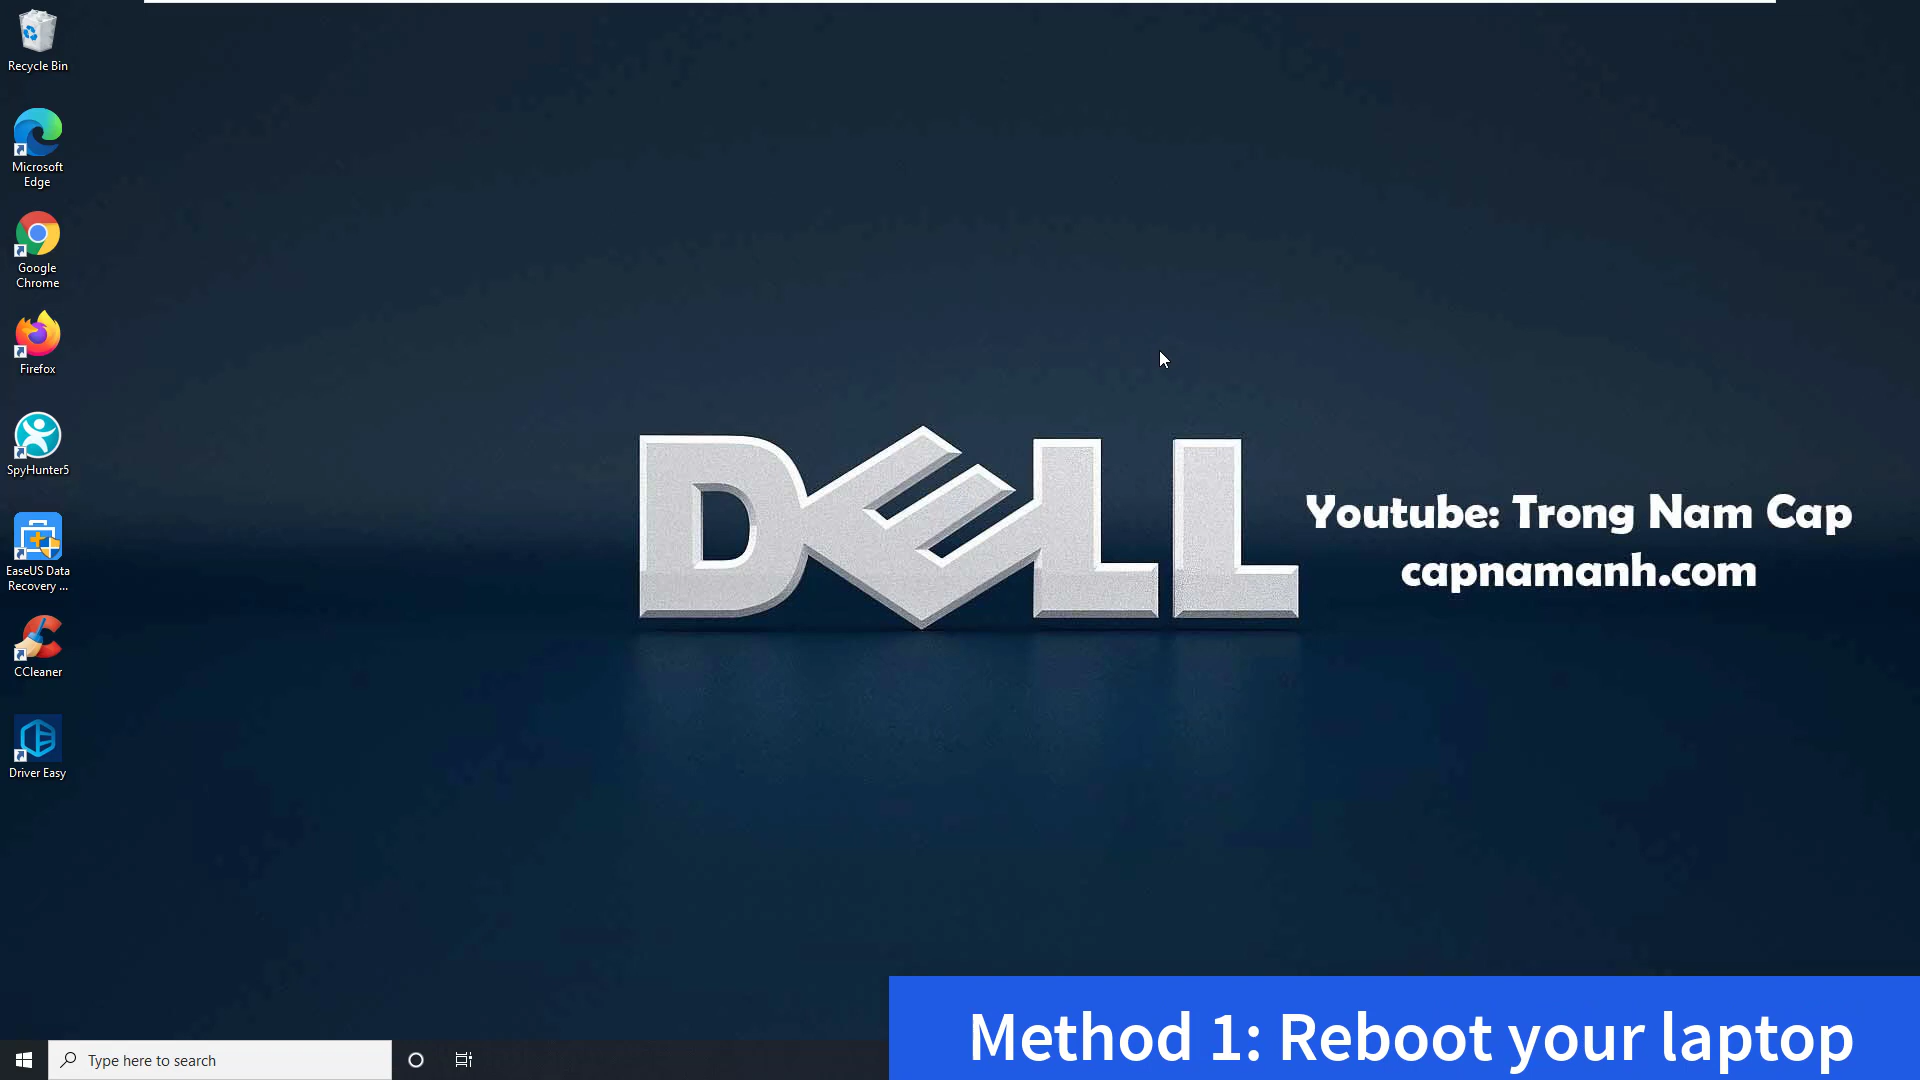 Recycle Bin
Microsoft
Edge
Google
Chrome
Firefox
SpyHunter5
EaseUS Data
Recovery ...
CCleaner
Driver Easy
DELL
Youtube: Trong Nam Cap
capnamanh.com
Type here to search
Method 1: Reboot your laptop